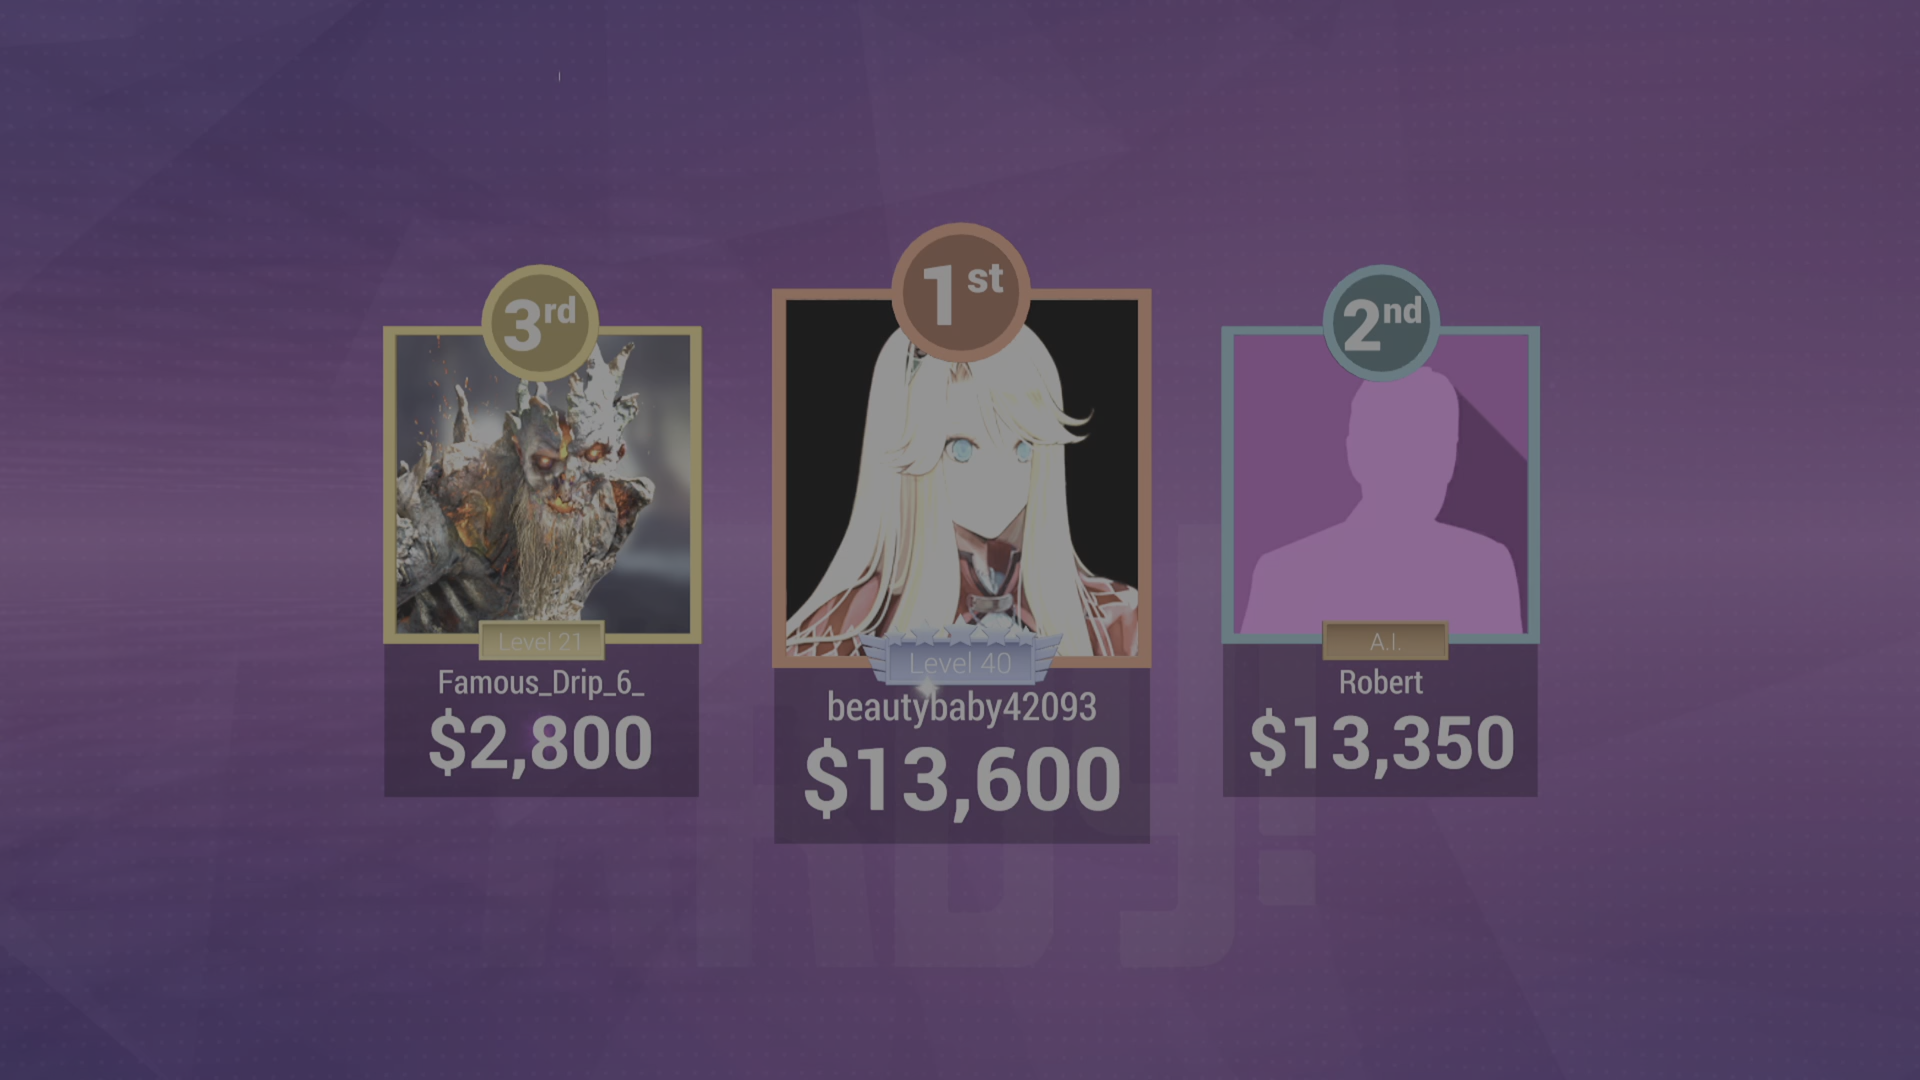 3rd
Level 21
Famous_Drip_6_
$2,800
1st
Level 40
beautybaby42093
$13,600
2nd
A.I.
Robert
$13,350